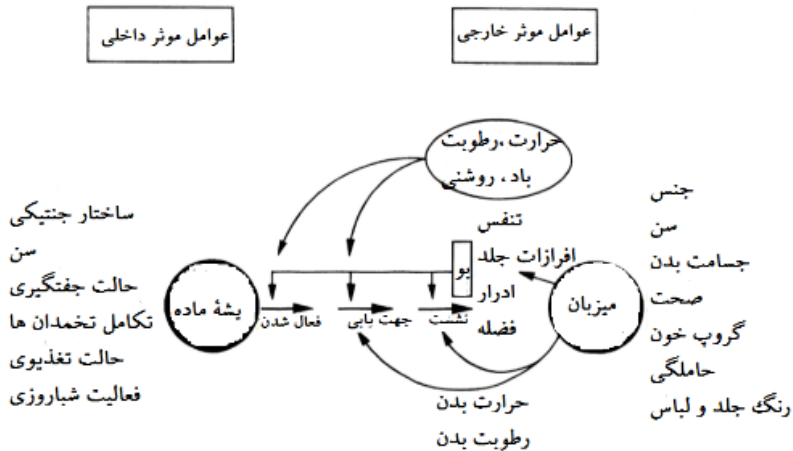 عوامل موثر خارجی
عوامل موثر داخلی
حرارت ،رطوبت
باد، روشنی
جنس
سن
جسامت بدن
صحت
گروپ خون
حاملگی
رنگ جلد و لباس
میزبان
تنفس
افرازات جلد
ادرار
فضله
بو
نشست
جهت یابی
فعال شدن
پشهٔ ماده
حرارت بدن
رطوبت بدن
ساختار جنتیکی
سن
حالت جفتگیری
تکامل تخمدان ها
حالت تغذیوی
فعالیت شباروزی